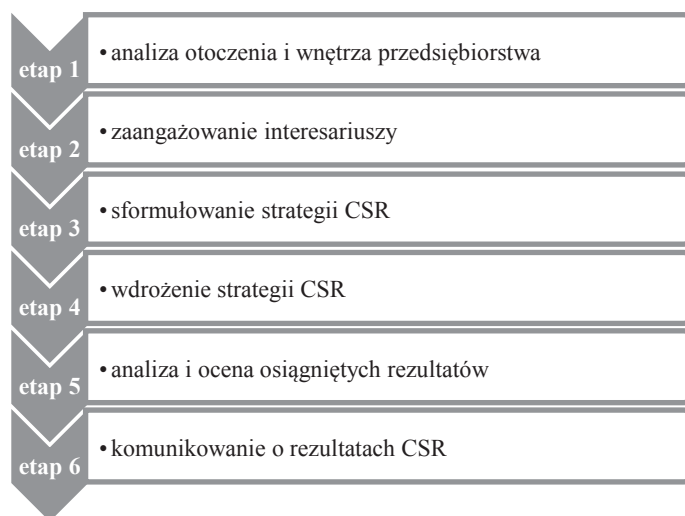 etap 1 • analiza otoczenia i wnętrza przedsiębiorstwa
etap 2 • zaangażowanie interesariuszy
etap 3 • sformułowanie strategii CSR
etap 4 • wdrożenie strategii CSR
etap 5 • analiza i ocena osiągniętych rezultatów
etap 6 • komunikowanie o rezultatach CSR